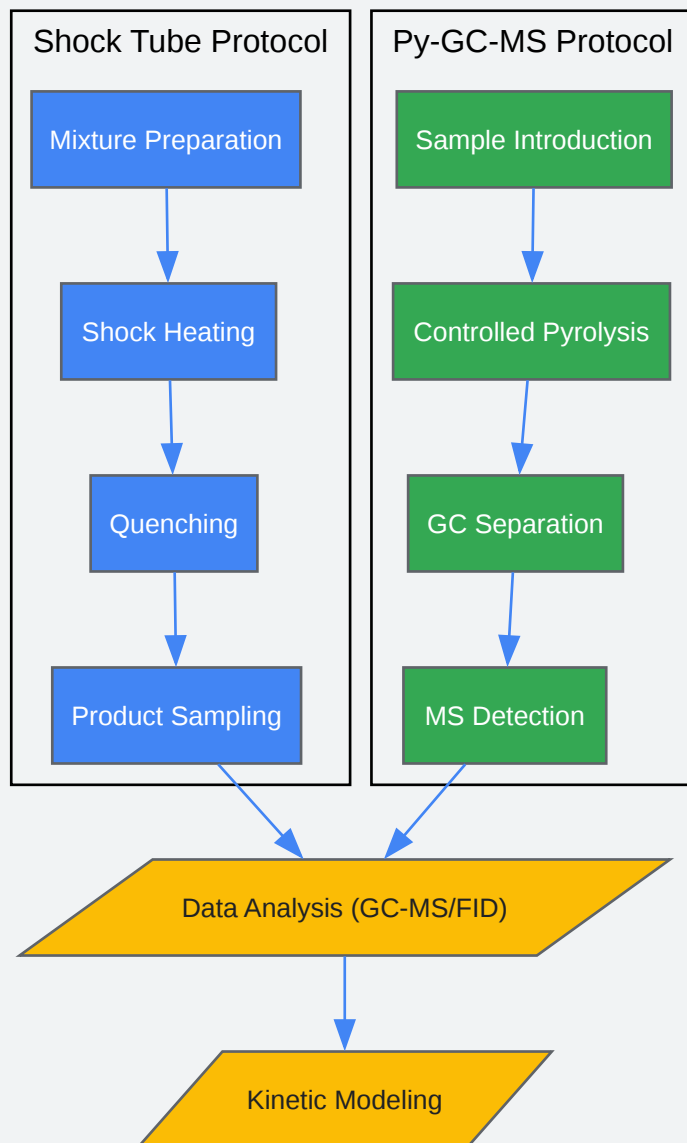 Shock Tube Protocol
Mixture Preparation
Shock Heating
Quenching
Product Sampling
Py-GC-MS Protocol
Sample Introduction
Controlled Pyrolysis
GC Separation
MS Detection
Data Analysis (GC-MS/FID)
Kinetic Modeling